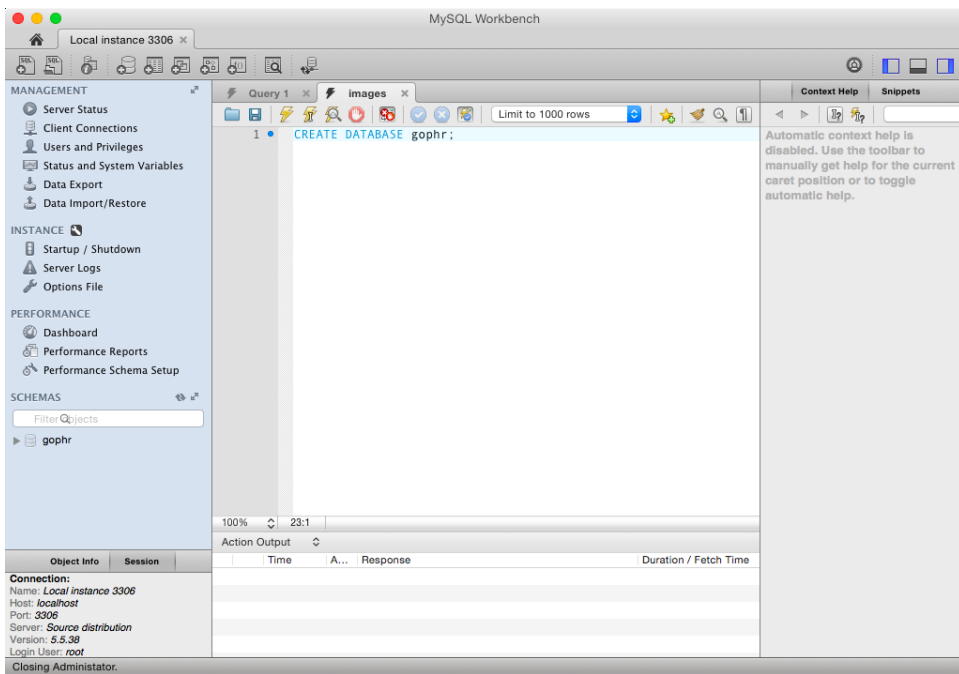 MySQL Workbench
Local instance 3306
MANAGEMENT
Server Status
Client Connections
Users and Privileges
Status and System Variables
Data Export
Data Import/Restore
INSTANCE
Startup / Shutdown
Server Logs
Options File
PERFORMANCE
Dashboard
Performance Reports
Performance Schema Setup
SCHEMAS
Filter Objects
gophr
Object Info Session
Connection:
Name: Local instance 3306
Host: localhost
Port: 3306
Server: Source distribution
Version: 5.5.38
Login User: root
Closing Administator.
Query 1 images
Limit to 1000 rows
1 CREATE DATABASE gophr;
100% 23:1
Action Output
Time A... Response Duration / Fetch Time
Context Help Snippets
Automatic context help is
disabled. Use the toolbar to
manually get help for the current
caret position or to toggle
automatic help.